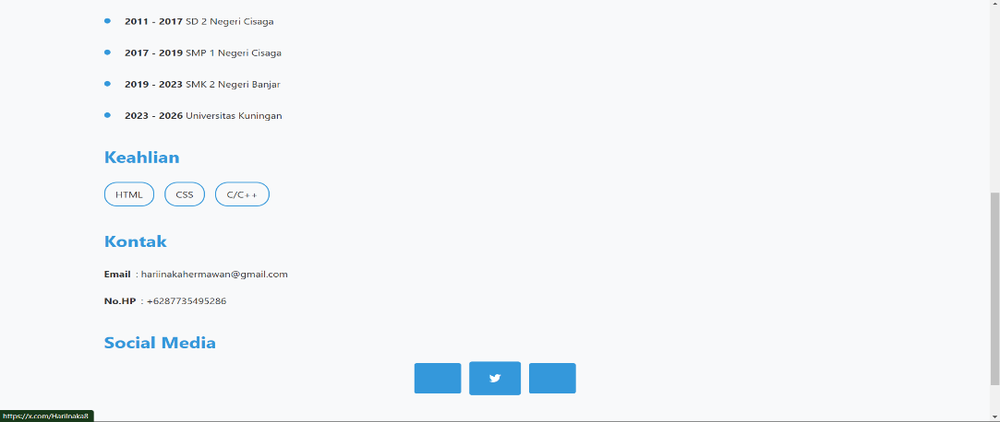 2011 - 2017 SD 2 Negeri Cisaga
2017 - 2019 SMP 1 Negeri Cisaga
2019 - 2023 SMK 2 Negeri Banjar
2023 - 2026 Universitas Kuningan
Keahlian
HTML CSS C/C++
Kontak
Email : hariinakahermawan@gmail.com
No.HP : +6287735495286
Social Media
https://x.com/HariInaka8